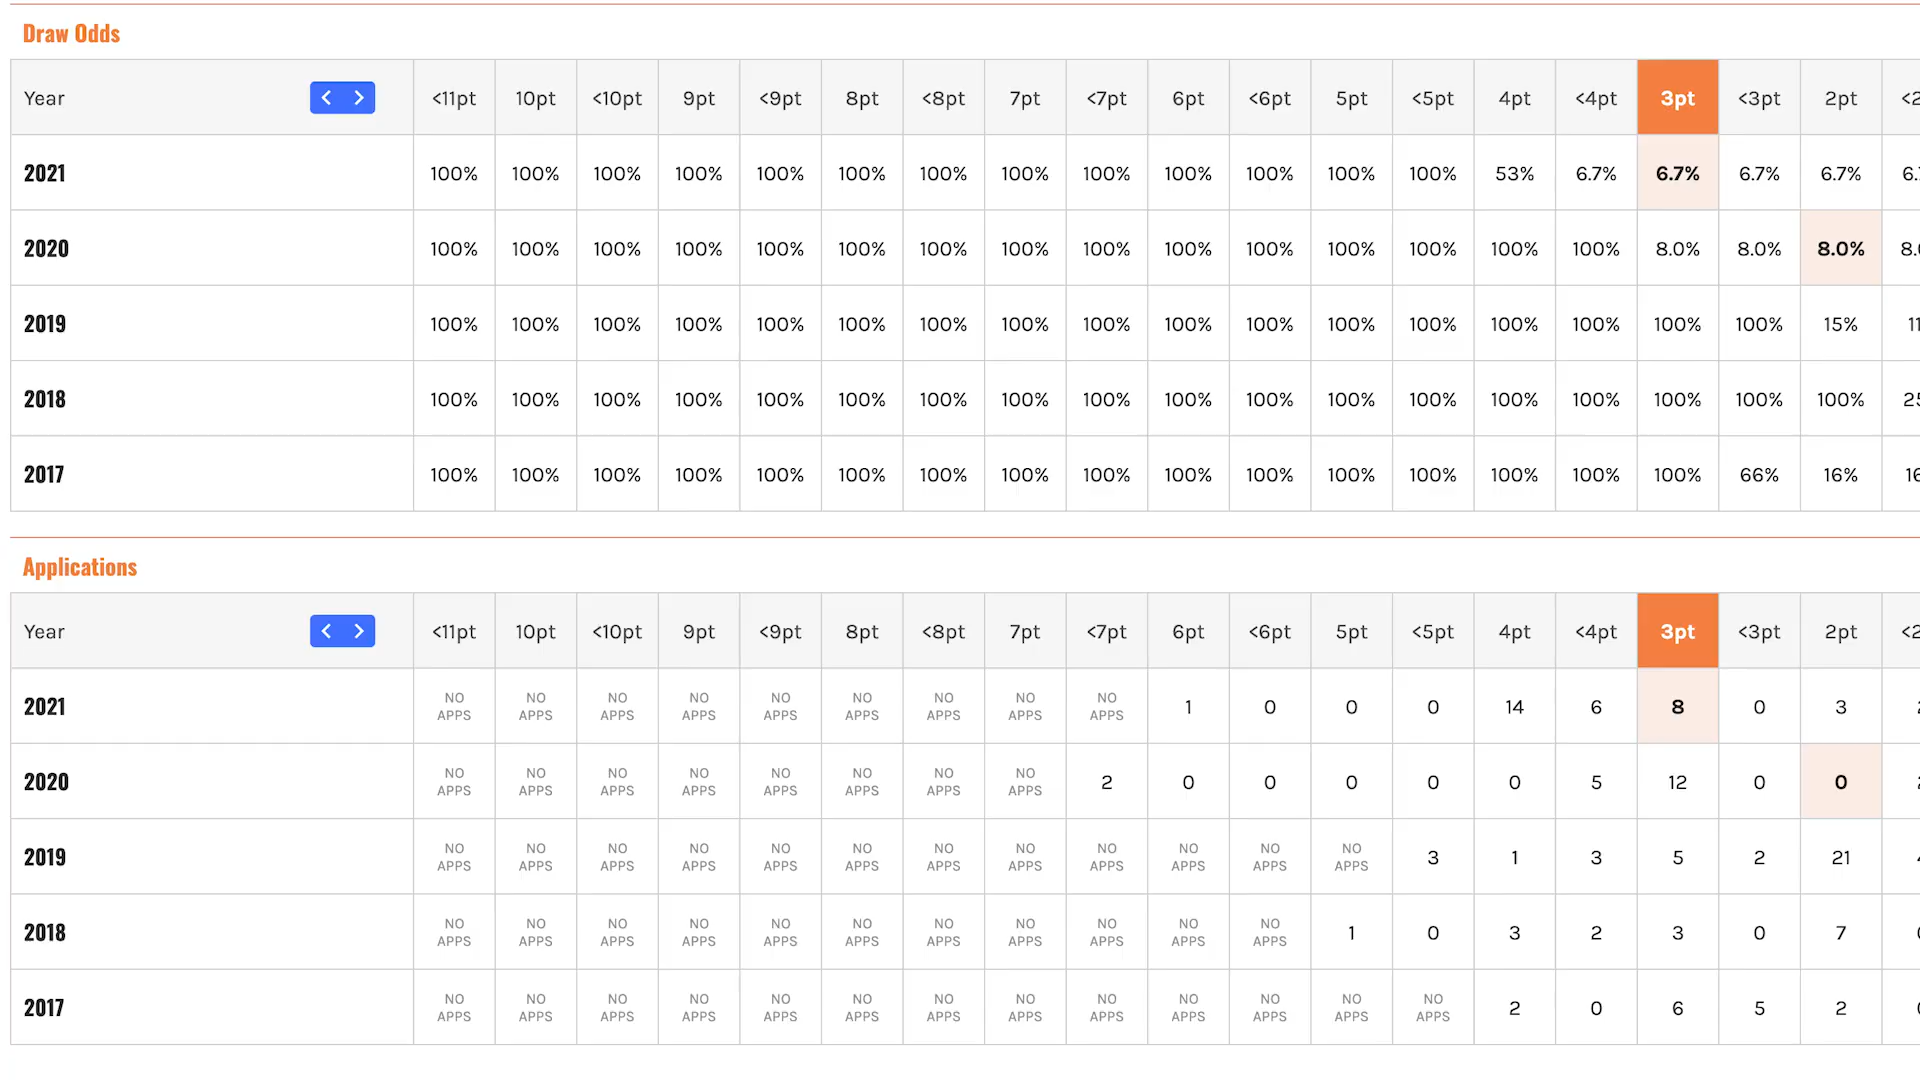 Draw Odds
Year <11pt 10pt <10pt 9pt <9pt 8pt <8pt 7pt <7pt 6pt <6pt 5pt <5pt 4pt <4pt 3pt <3pt 2pt
2021 100% 100% 100% 100% 100% 100% 100% 100% 100% 100% 100% 100% 100% 53% 6.7% 6.7% 6.7% 6.7%
2020 100% 100% 100% 100% 100% 100% 100% 100% 100% 100% 100% 100% 100% 100% 100% 8.0% 8.0% 8.0%
2019 100% 100% 100% 100% 100% 100% 100% 100% 100% 100% 100% 100% 100% 100% 100% 100% 100% 15%
2018 100% 100% 100% 100% 100% 100% 100% 100% 100% 100% 100% 100% 100% 100% 100% 100% 100% 100%
2017 100% 100% 100% 100% 100% 100% 100% 100% 100% 100% 100% 100% 100% 100% 100% 100% 66% 16%
Applications
Year <11pt 10pt <10pt 9pt <9pt 8pt <8pt 7pt <7pt 6pt <6pt 5pt <5pt 4pt <4pt 3pt <3pt 2pt
2021 NO APPS NO APPS NO APPS NO APPS NO APPS NO APPS NO APPS NO APPS NO APPS 1 0 0 0 14 6 8 0 3
2020 NO APPS NO APPS NO APPS NO APPS NO APPS NO APPS NO APPS NO APPS 2 0 0 0 0 0 5 12 0 0
2019 NO APPS NO APPS NO APPS NO APPS NO APPS NO APPS NO APPS NO APPS NO APPS NO APPS NO APPS NO APPS 3 1 3 5 2 21
2018 NO APPS NO APPS NO APPS NO APPS NO APPS NO APPS NO APPS NO APPS NO APPS NO APPS NO APPS 1 0 3 2 3 0 7
2017 NO APPS NO APPS NO APPS NO APPS NO APPS NO APPS NO APPS NO APPS NO APPS NO APPS NO APPS NO APPS NO APPS 2 0 6 5 2